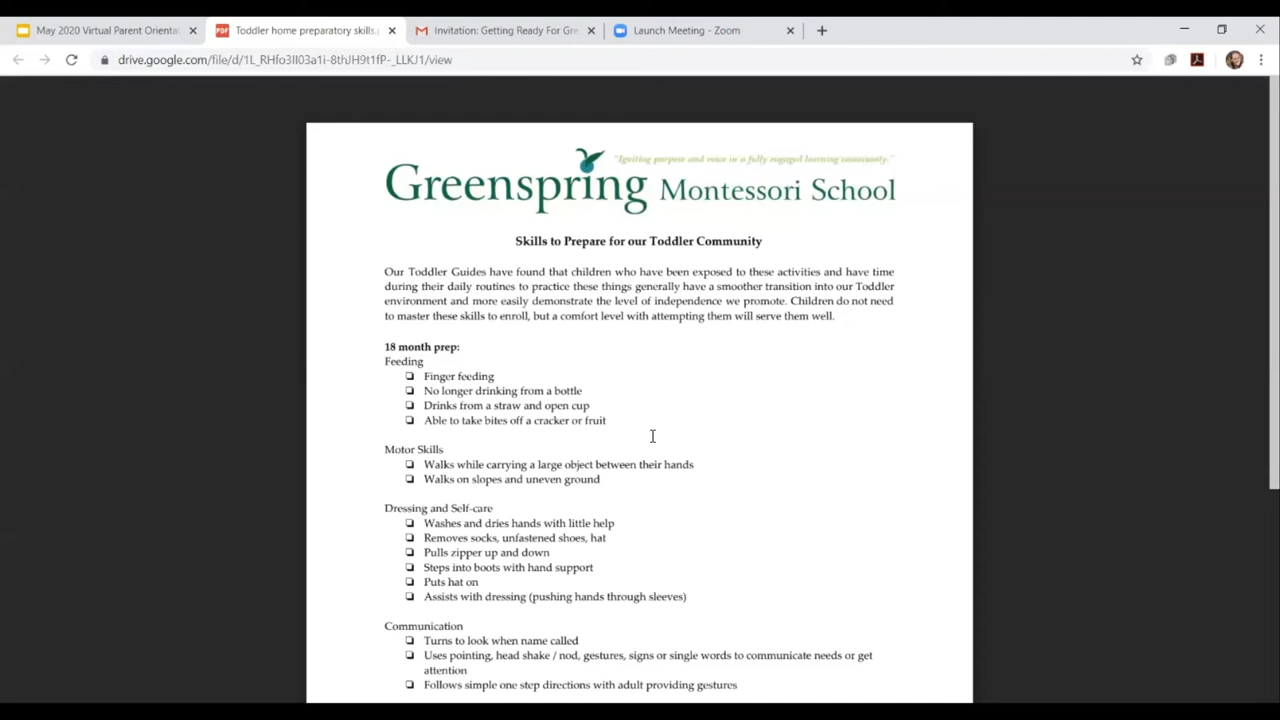 May 2020 Virtual Parent Orienta
Toddler home preparatory skills.
Invitation: Getting Ready For Gre
Launch Meeting - Zoom
"Igniting purpose and voice in a fully engaged learning community."
Greenspring Montessori School
Skills to Prepare for our Toddler Community
Our Toddler Guides have found that children who have been exposed to these activities and have time
during their daily routines to practice these things generally have a smoother transition into our Toddler
environment and more easily demonstrate the level of independence we promote. Children do not need
to master these skills to enroll, but a comfort level with attempting them will serve them well.
18 month prep:
Feeding
❏ Finger feeding
❏ No longer drinking from a bottle
❏ Drinks from a straw and open cup
❏ Able to take bites off a cracker or fruit
Motor Skills
❏ Walks while carrying a large object between their hands
❏ Walks on slopes and uneven ground
Dressing and Self-care
❏ Washes and dries hands with little help
❏ Removes socks, unfastened shoes, hat
❏ Pulls zipper up and down
❏ Steps into boots with hand support
❏ Puts hat on
❏ Assists with dressing (pushing hands through sleeves)
Communication
❏ Turns to look when name called
❏ Uses pointing, head shake / nod, gestures, signs or single words to communicate needs or get
attention
❏ Follows simple one step directions with adult providing gestures